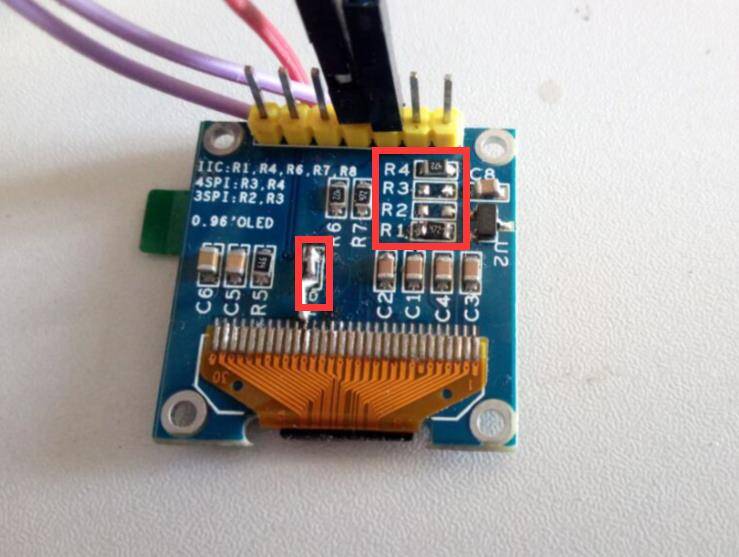 IIC:R1,R4,R6,R7,R8
4SPI:R3,R4
3SPI:R2,R3
0.96'OLED
R4
R3
R2
R1
C8
R6
R7
U2
C6
C5
R5
C2
C1
C4
C3
30
1